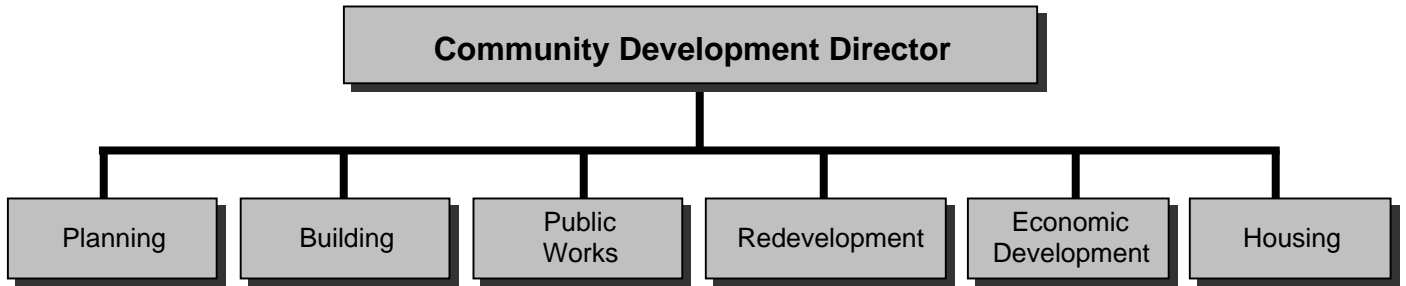 Community Development Director
Planning
Building
Public
Works
Redevelopment
Economic
Development
Housing